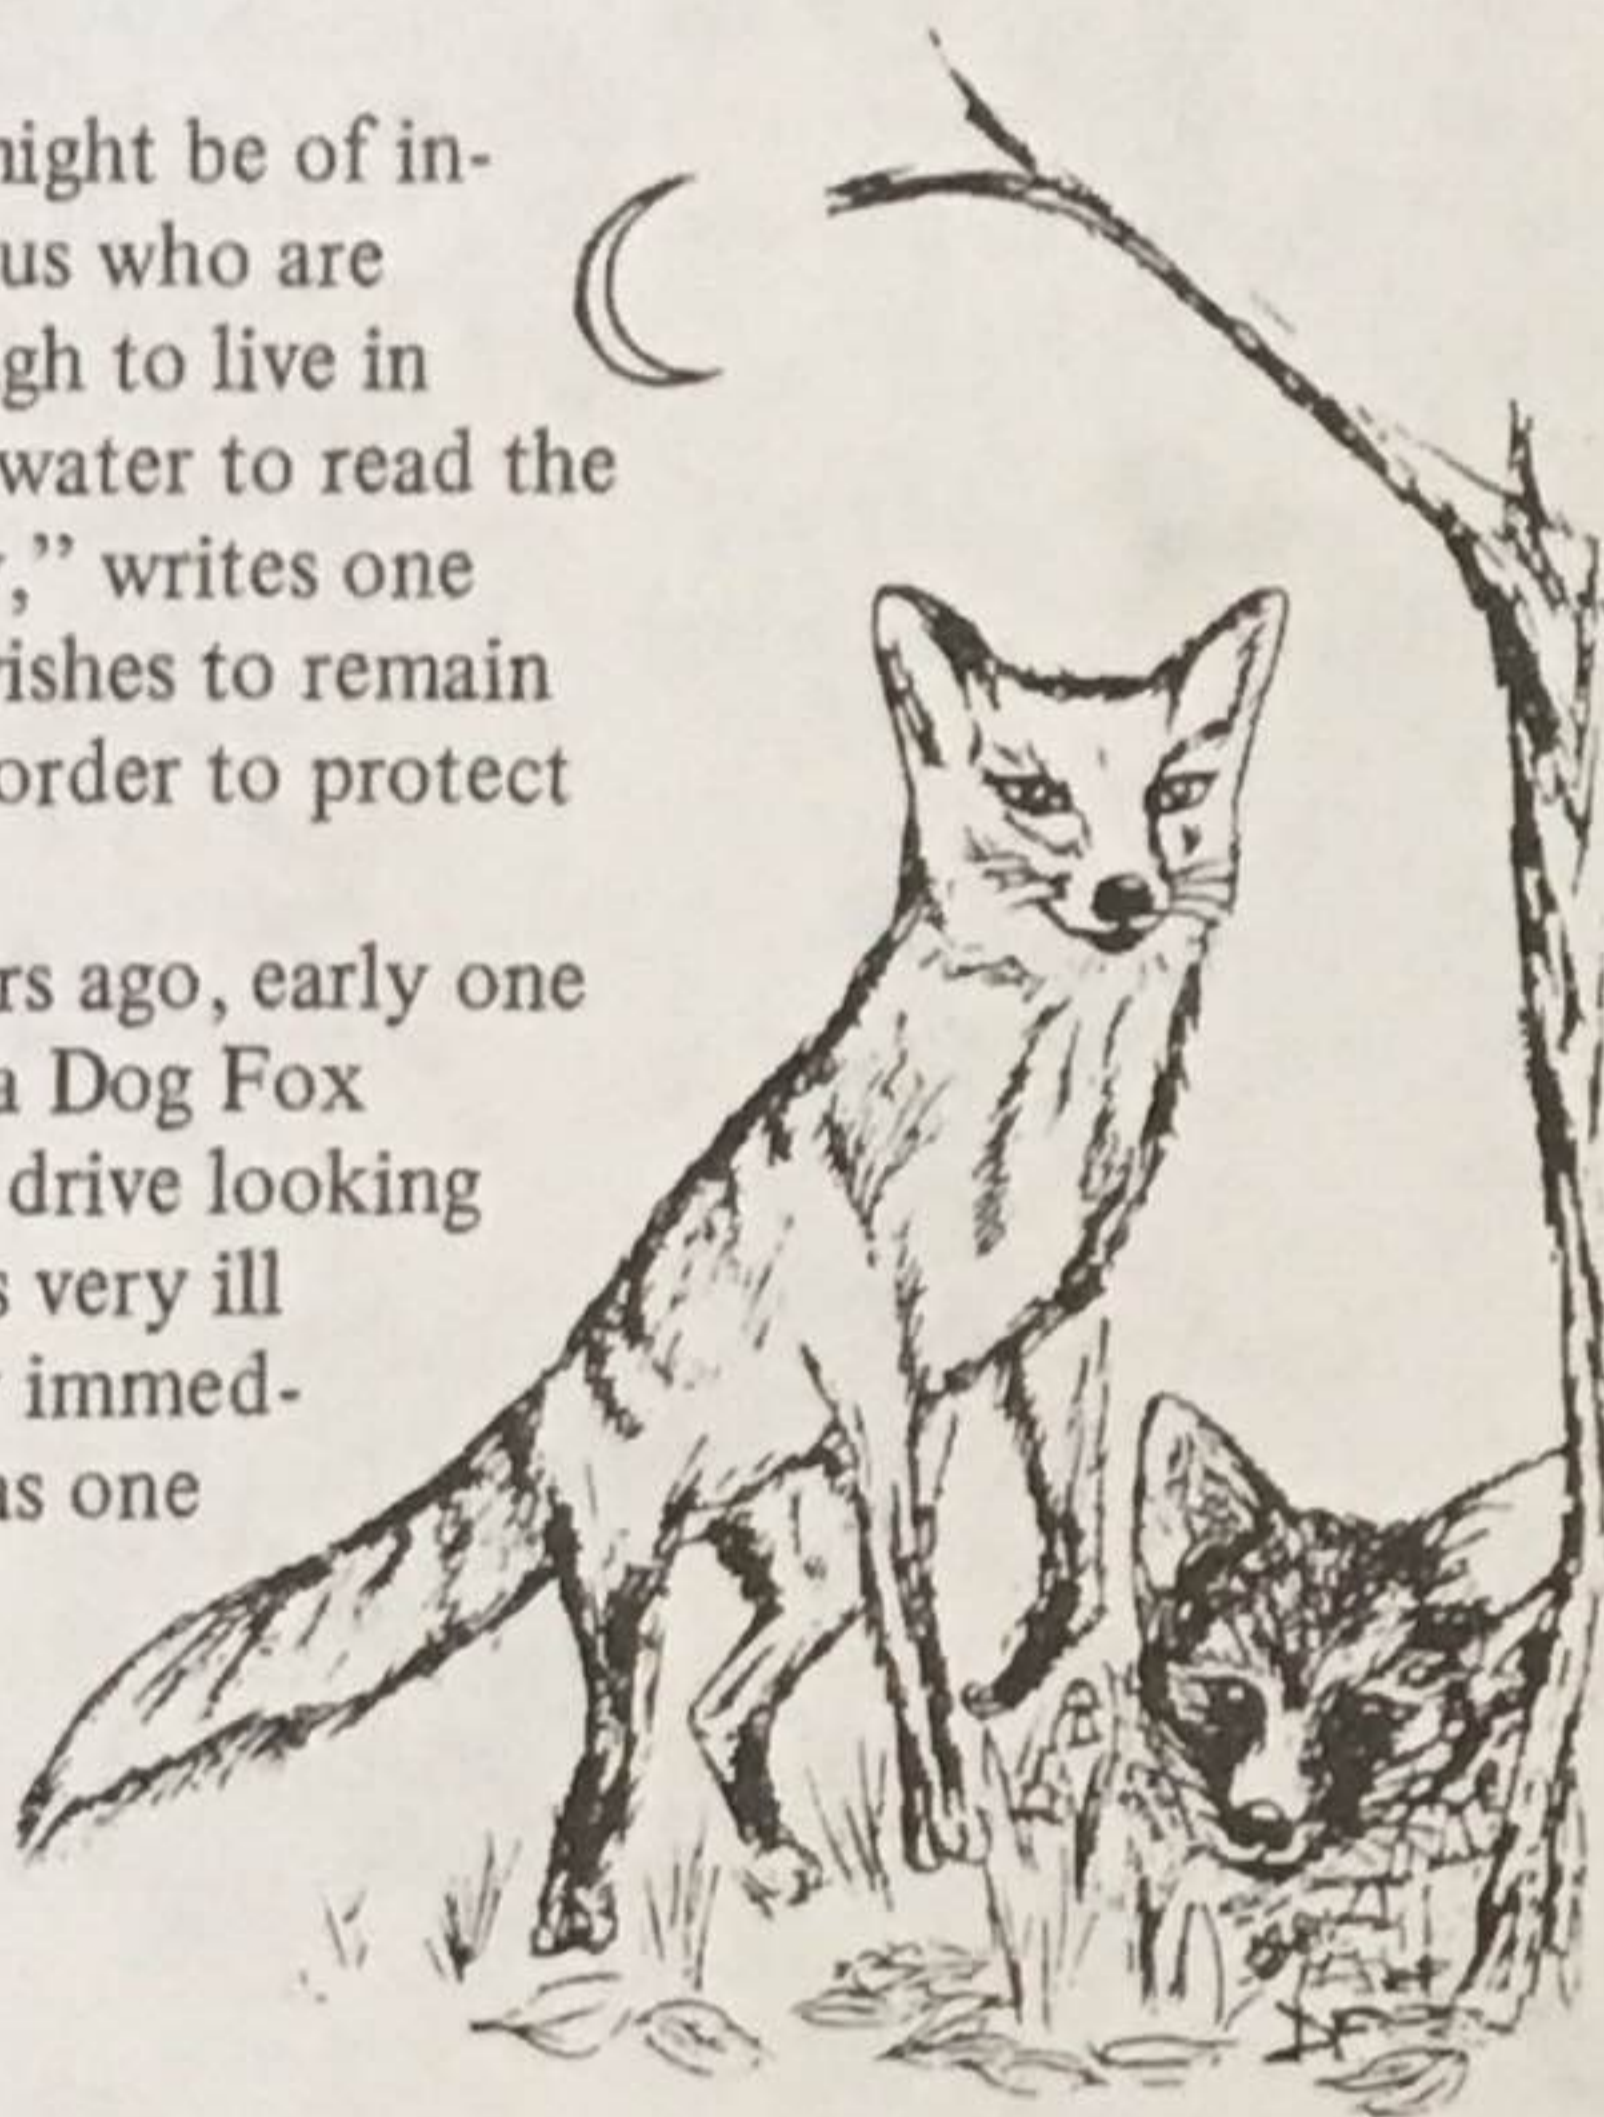 might be of in-
us who are
gh to live in
water to read the
," writes one
ishes to remain
order to protect
rs ago, early one
a Dog Fox
drive looking
s very ill
immed-
as one